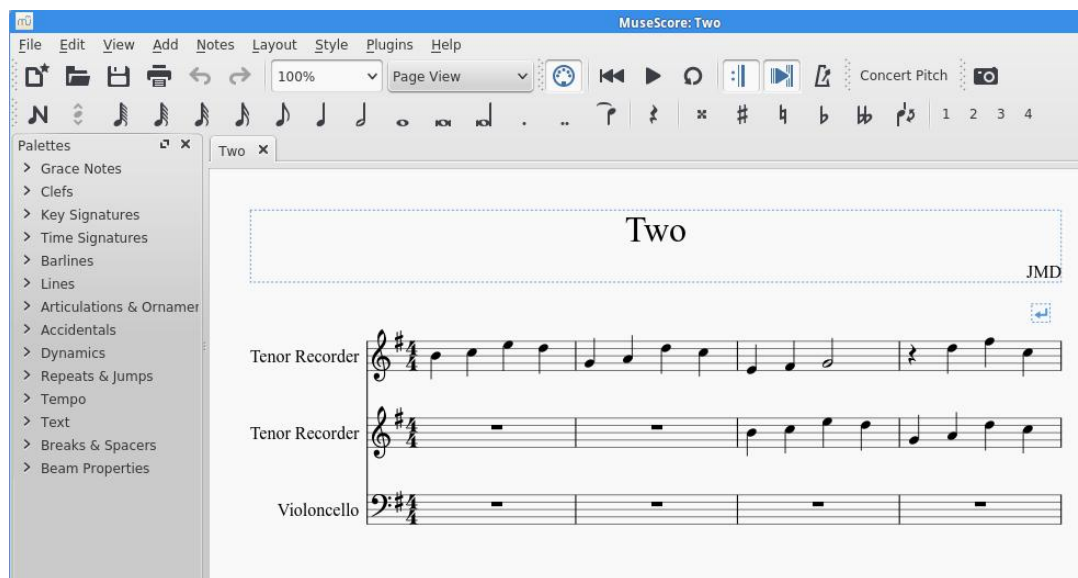 MuseScore: Two
File Edit View Add Notes Layout Style Plugins Help
100% Page View Concert Pitch
1 2 3 4
Palettes
Two
> Grace Notes
> Clefs
> Key Signatures
> Time Signatures
> Barlines
> Lines
> Articulations & Ornamer
> Accidentals
> Dynamics
> Repeats & Jumps
> Tempo
> Text
> Breaks & Spacers
> Beam Properties
Two
JMD
Tenor Recorder
Tenor Recorder
Violoncello